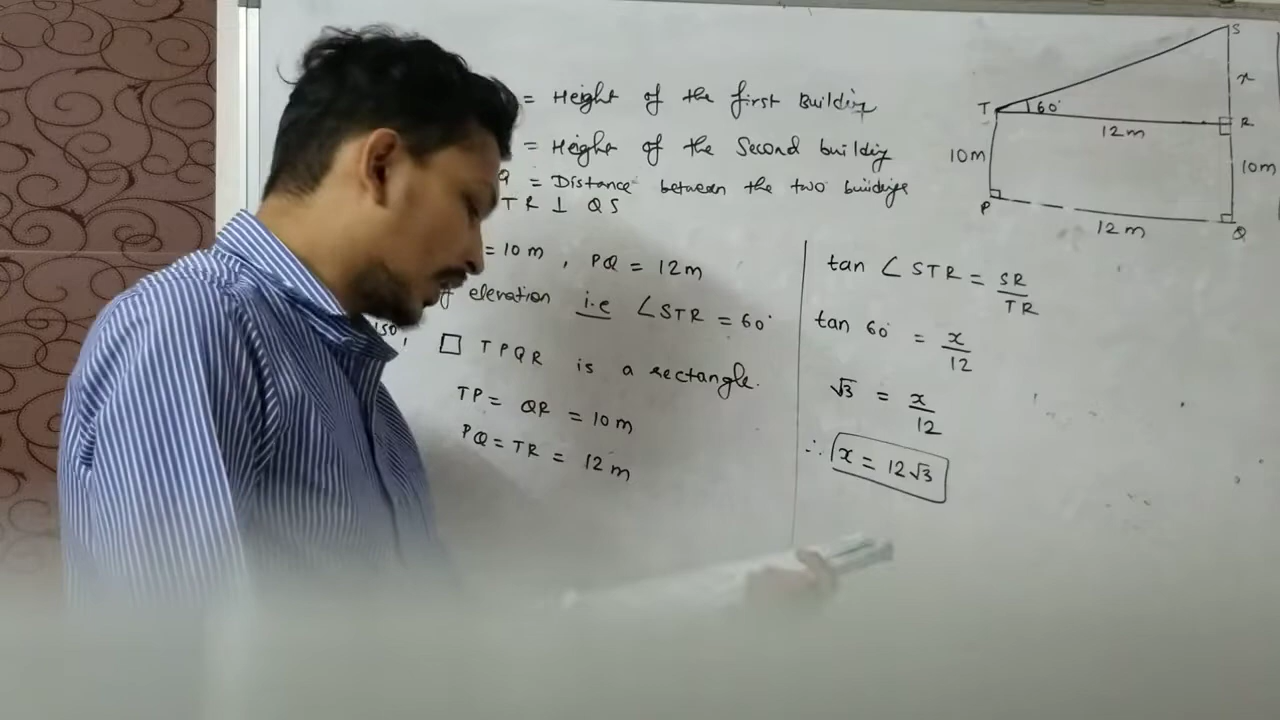 = Height of the first Building
= Height of the Second building
Q = Distance between the two buildings
TR ⊥ QS
= 10 m , PQ = 12m
elevation i.e ∠STR = 60°
□ TPQR is a rectangle.
TP = QR = 10 m
PQ = TR = 12 m
tan ∠STR = SR/TR
tan 60° = x/12
√3 = x/12
∴ x = 12√3
S
x
T
60°
R
12 m
10m
10m
P
12 m
Q